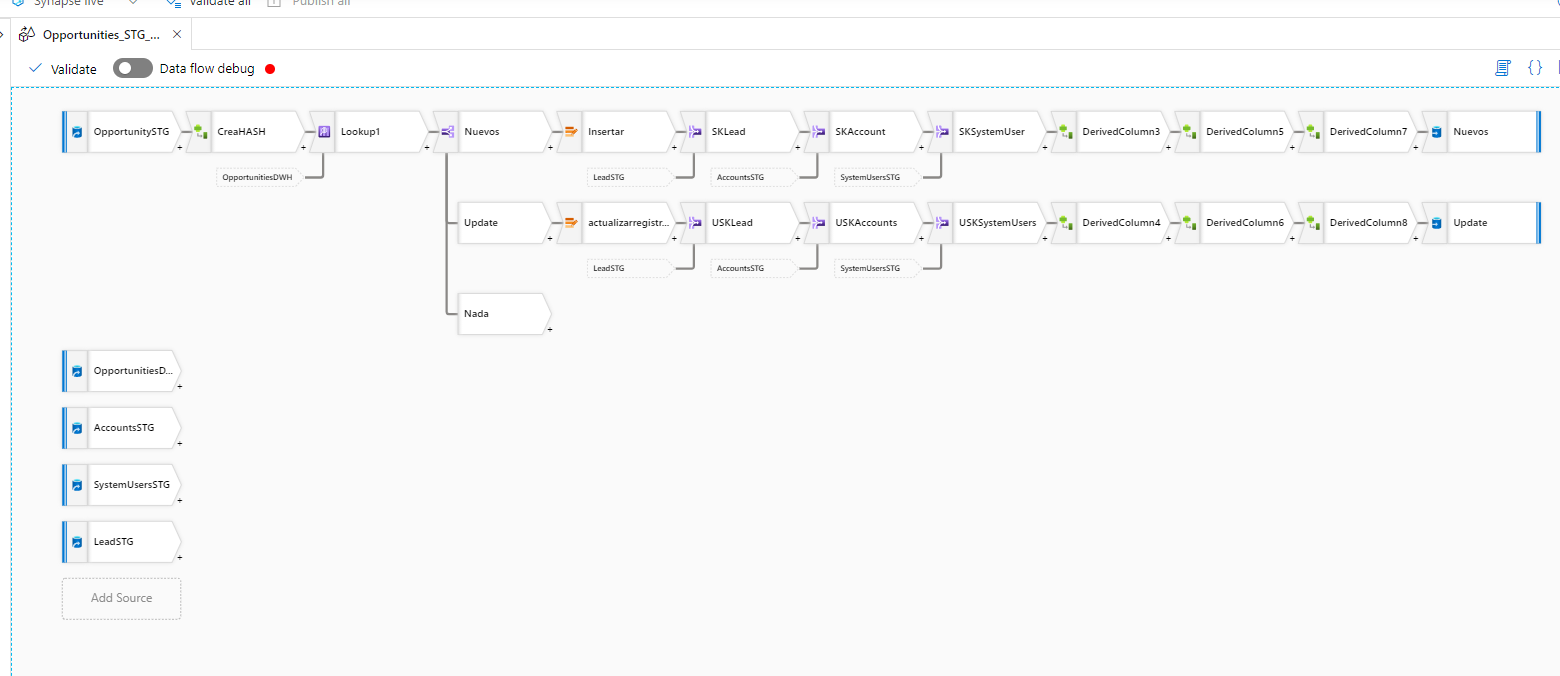 Synapse live
Validate all
Publish all
Opportunities_STG_...
Validate
Data flow debug
{}
OpportunitySTG
CreaHASH
Lookup1
Nuevos
Insertar
SKLead
SKAccount
SKSystemUser
DerivedColumn3
DerivedColumn5
DerivedColumn7
Nuevos
OpportunitiesDWH
LeadSTG
AccountsSTG
SystemUsersSTG
Update
actualizarregistr...
USKLead
USKAccounts
USKSystemUsers
DerivedColumn4
DerivedColumn6
DerivedColumn8
Update
LeadSTG
AccountsSTG
SystemUsersSTG
Nada
OpportunitiesD...
AccountsSTG
SystemUsersSTG
LeadSTG
Add Source